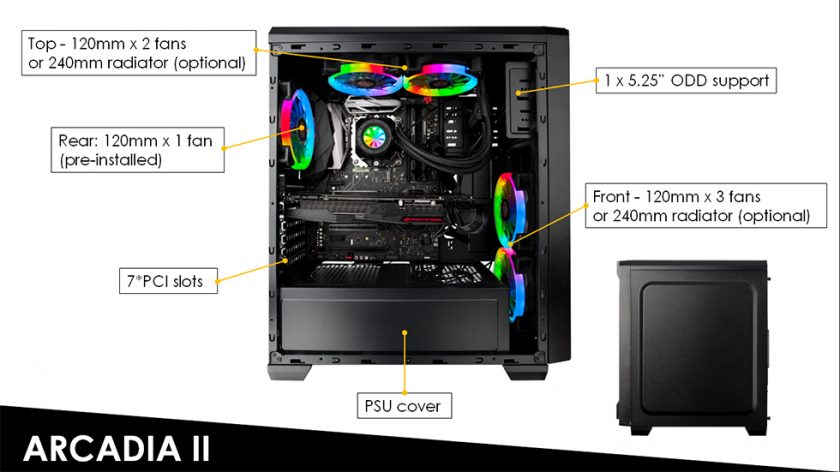 Top - 120mm x 2 fans
or 240mm radiator (optional)
1 x 5.25” ODD support
Rear: 120mm x 1 fan
(pre-installed)
Front - 120mm x 3 fans
or 240mm radiator (optional)
7*PCI slots
PSU cover
ARCADIA II